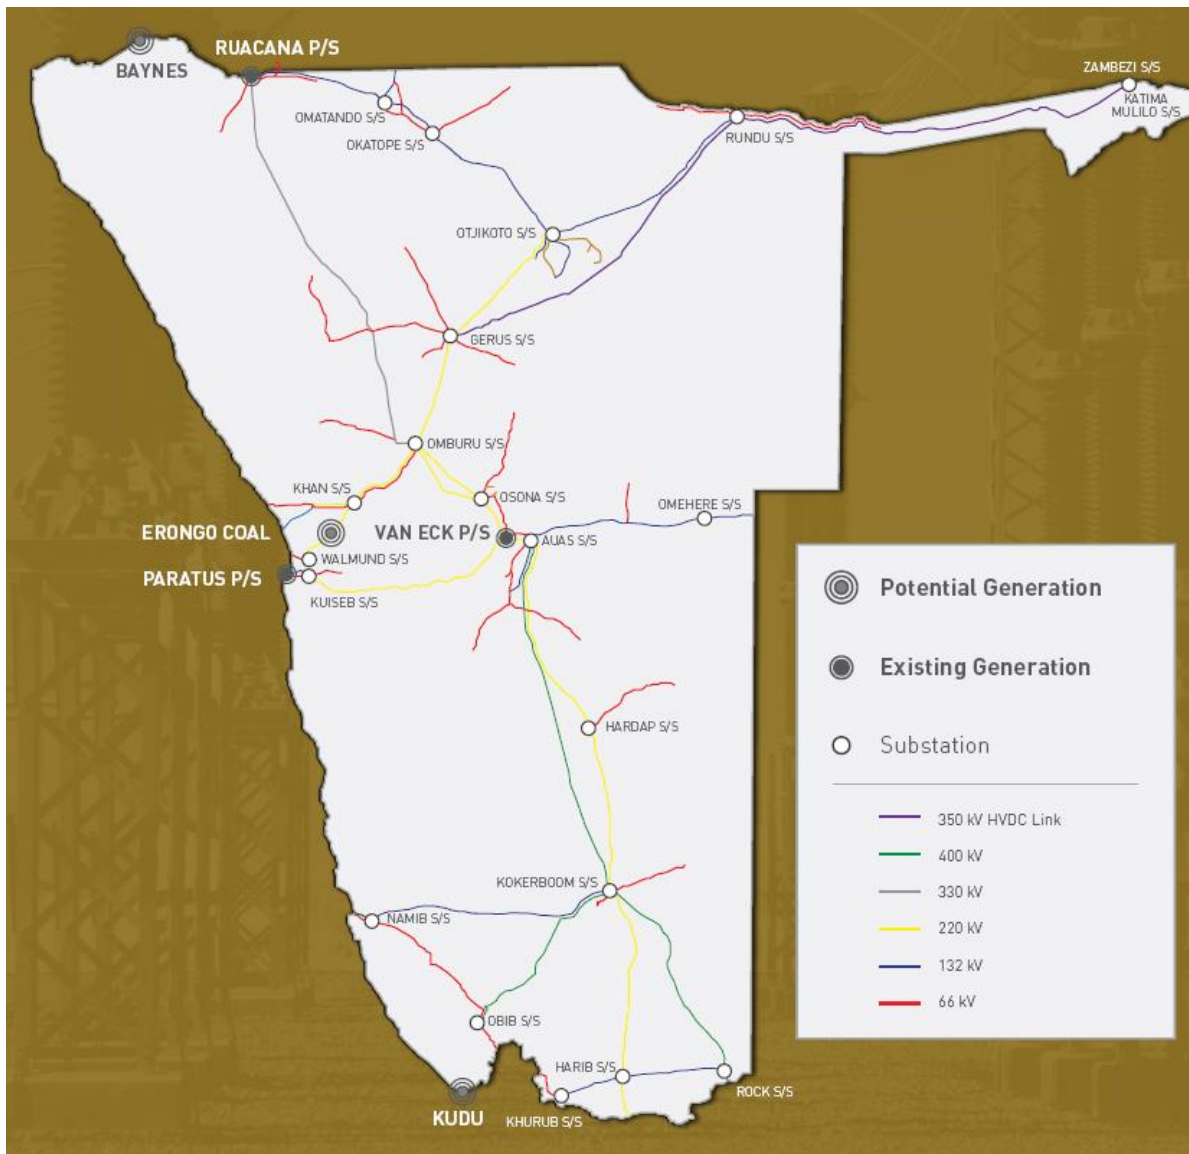 RUACANA P/S
BAYNES
ZAMBEZI S/S
KATIMA
MULILO S/S
OMATANDO S/S
OKATOPE S/S
RUNDU S/S
OTJIKOTO S/S
GERUS S/S
OMBURU S/S
KHAN S/S
OSONA S/S
OMEHERE S/S
ERONGO COAL
VAN ECK P/S
AUAS S/S
WALMUND S/S
PARATUS P/S
KUISEB S/S
HARDAP S/S
KOKERBOOM S/S
NAMIB S/S
OBIB S/S
HARIB S/S
ROCK S/S
KUDU
KHURUB S/S
Potential Generation
Existing Generation
Substation
350 kV HVDC Link
400 kV
330 kV
220 kV
132 kV
66 kV